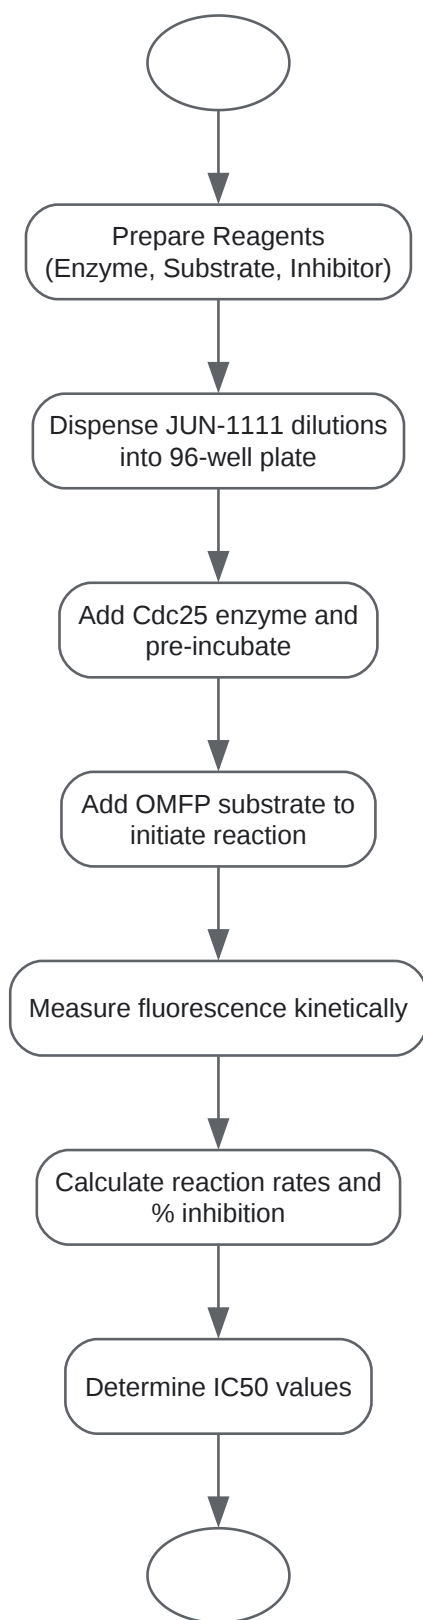 Prepare Reagents
(Enzyme, Substrate, Inhibitor)
Dispense JUN-1111 dilutions
into 96-well plate
Add Cdc25 enzyme and
pre-incubate
Add OMFP substrate to
initiate reaction
Measure fluorescence kinetically
Calculate reaction rates and
% inhibition
Determine IC50 values